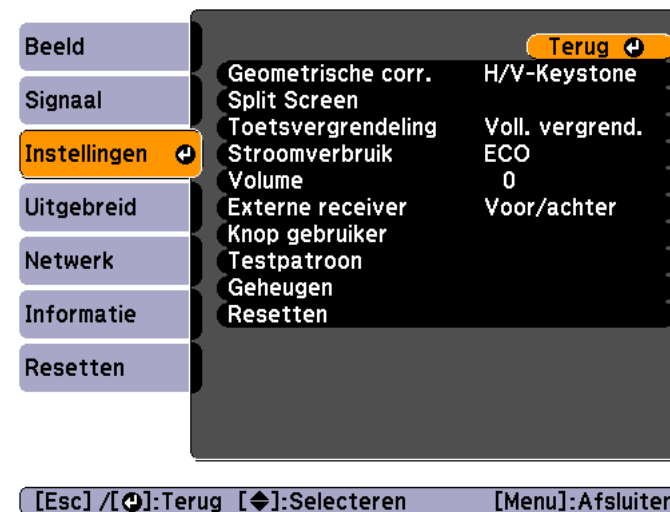 Beeld
Signaal
Instellingen
Uitgebreid
Netwerk
Informatie
Resetten
Terug
Geometrische corr. H/V-Keystone
Split Screen
Toetsvergrendeling Voll. vergrend.
Stroomverbruik ECO
Volume 0
Externe receiver Voor/achter
Knop gebruiker
Testpatroon
Geheugen
Resetten
[Esc] /[⏎]:Terug [◆]:Selecteren [Menu]:Afsluiten